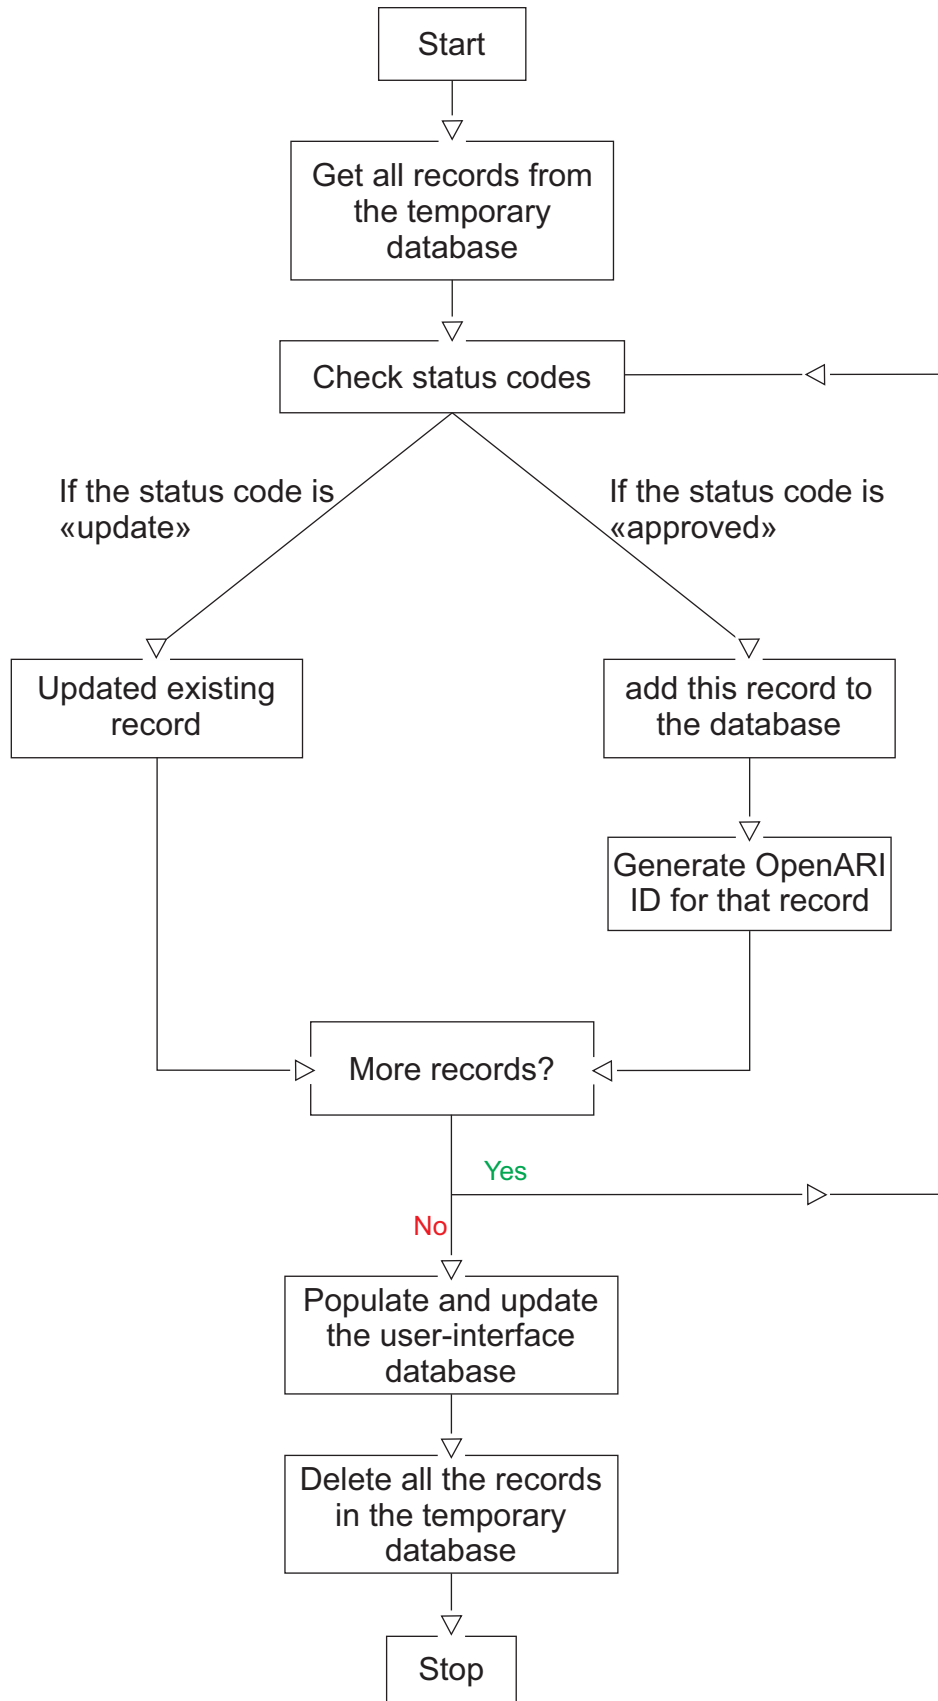 Start
Get all records from
the temporary
database
Check status codes
If the status code is
«update»
If the status code is
«approved»
Updated existing
record
add this record to
the database
Generate OpenARI
ID for that record
More records?
Yes
No
Populate and update
the user-interface
database
Delete all the records
in the temporary
database
Stop